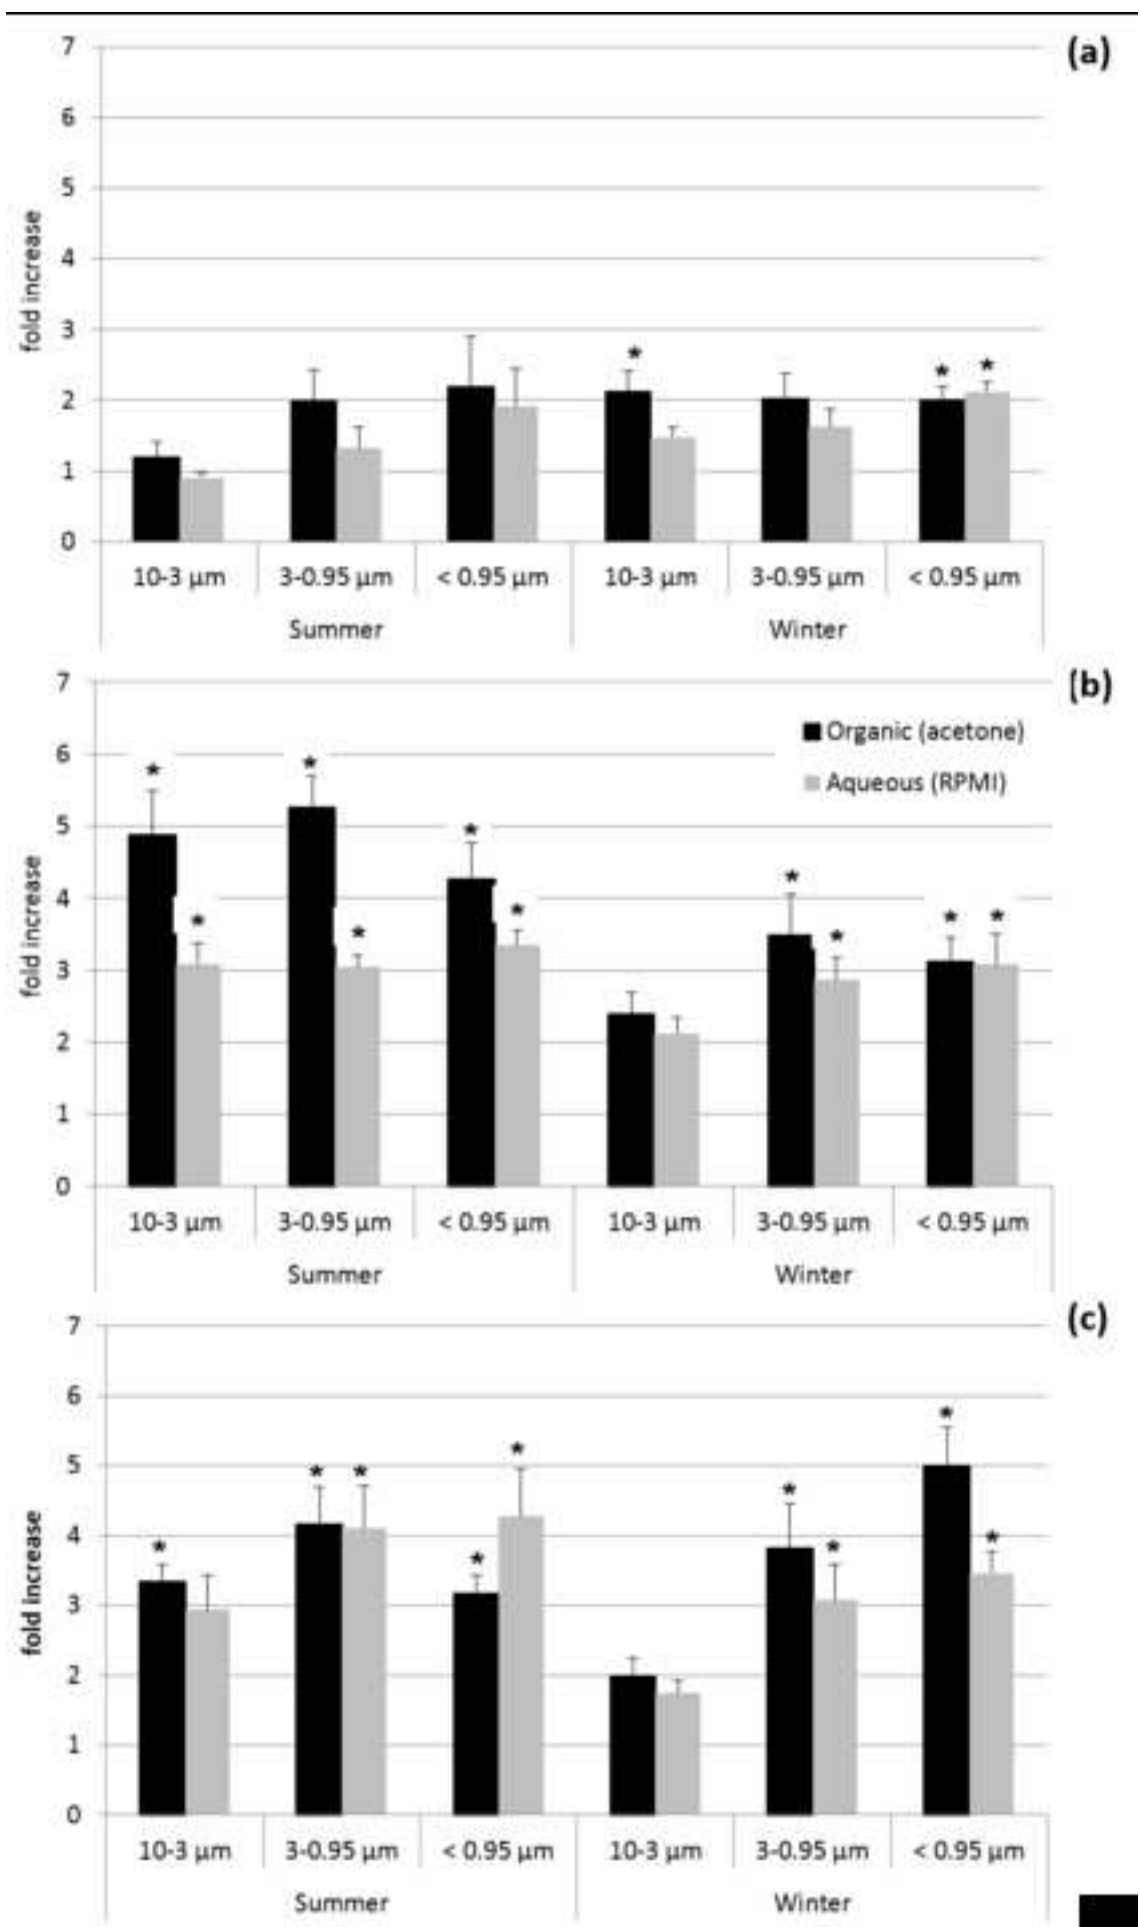 (a)
7
6
5
4
3
2
1
0
fold increase
* * *
10-3 µm 3-0.95 µm < 0.95 µm 10-3 µm 3-0.95 µm < 0.95 µm
Summer Winter
(b)
7
6
5
4
3
2
1
0
fold increase
Organic (acetone)
Aqueous (RPMI)
* * * * * * * * * *
10-3 µm 3-0.95 µm < 0.95 µm 10-3 µm 3-0.95 µm < 0.95 µm
Summer Winter
(c)
7
6
5
4
3
2
1
0
fold increase
* * * * * * * * *
10-3 µm 3-0.95 µm < 0.95 µm 10-3 µm 3-0.95 µm < 0.95 µm
Summer Winter